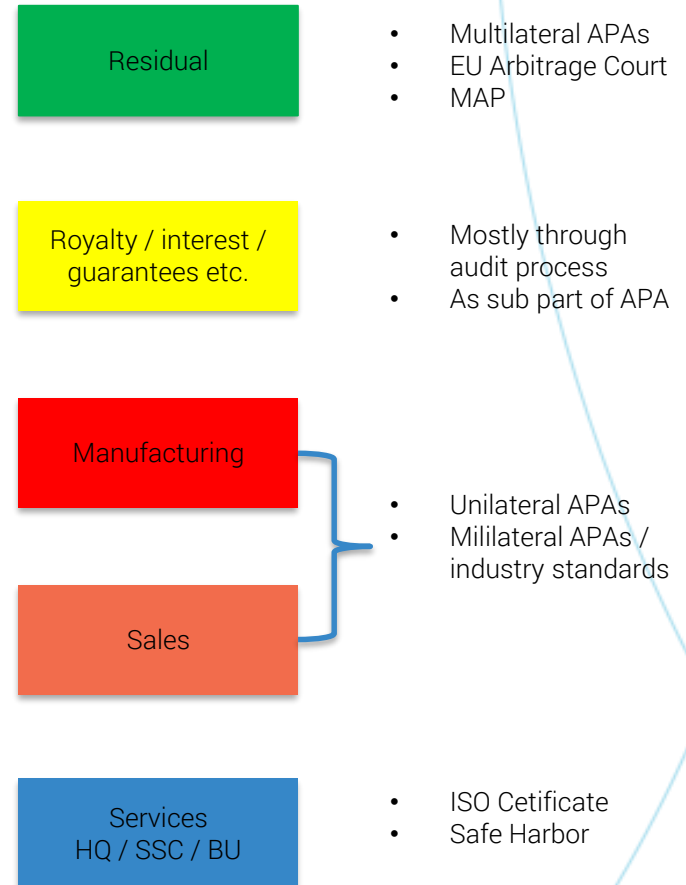 Residual
• Multilateral APAs
• EU Arbitrage Court
• MAP
Royalty / interest /
guarantees etc.
• Mostly through
audit process
• As sub part of APA
Manufacturing
Sales
• Unilateral APAs
• Mililateral APAs /
industry standards
Services
HQ / SSC / BU
• ISO Cetificate
• Safe Harbor